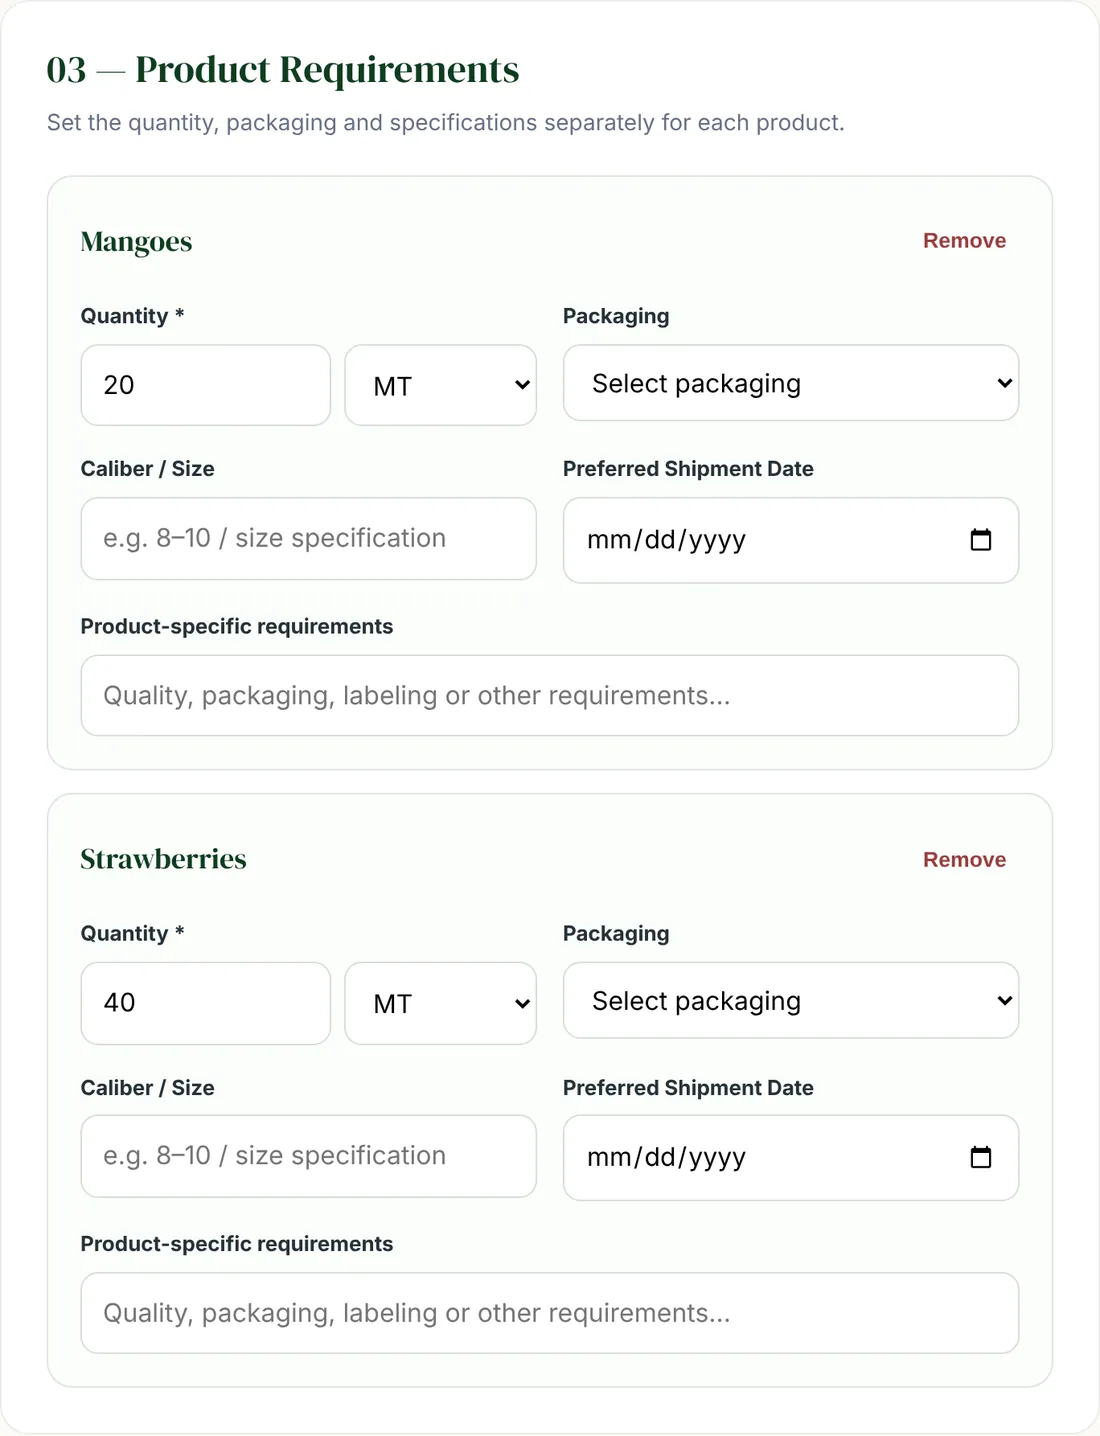 03 — Product Requirements
Set the quantity, packaging and specifications separately for each product.
Mangoes
Remove
Quantity *
Packaging
20
MT
Select packaging
Caliber / Size
Preferred Shipment Date
e.g. 8–10 / size specification
mm/dd/yyyy
Product-specific requirements
Quality, packaging, labeling or other requirements...
Strawberries
Remove
Quantity *
Packaging
40
MT
Select packaging
Caliber / Size
Preferred Shipment Date
e.g. 8–10 / size specification
mm/dd/yyyy
Product-specific requirements
Quality, packaging, labeling or other requirements...